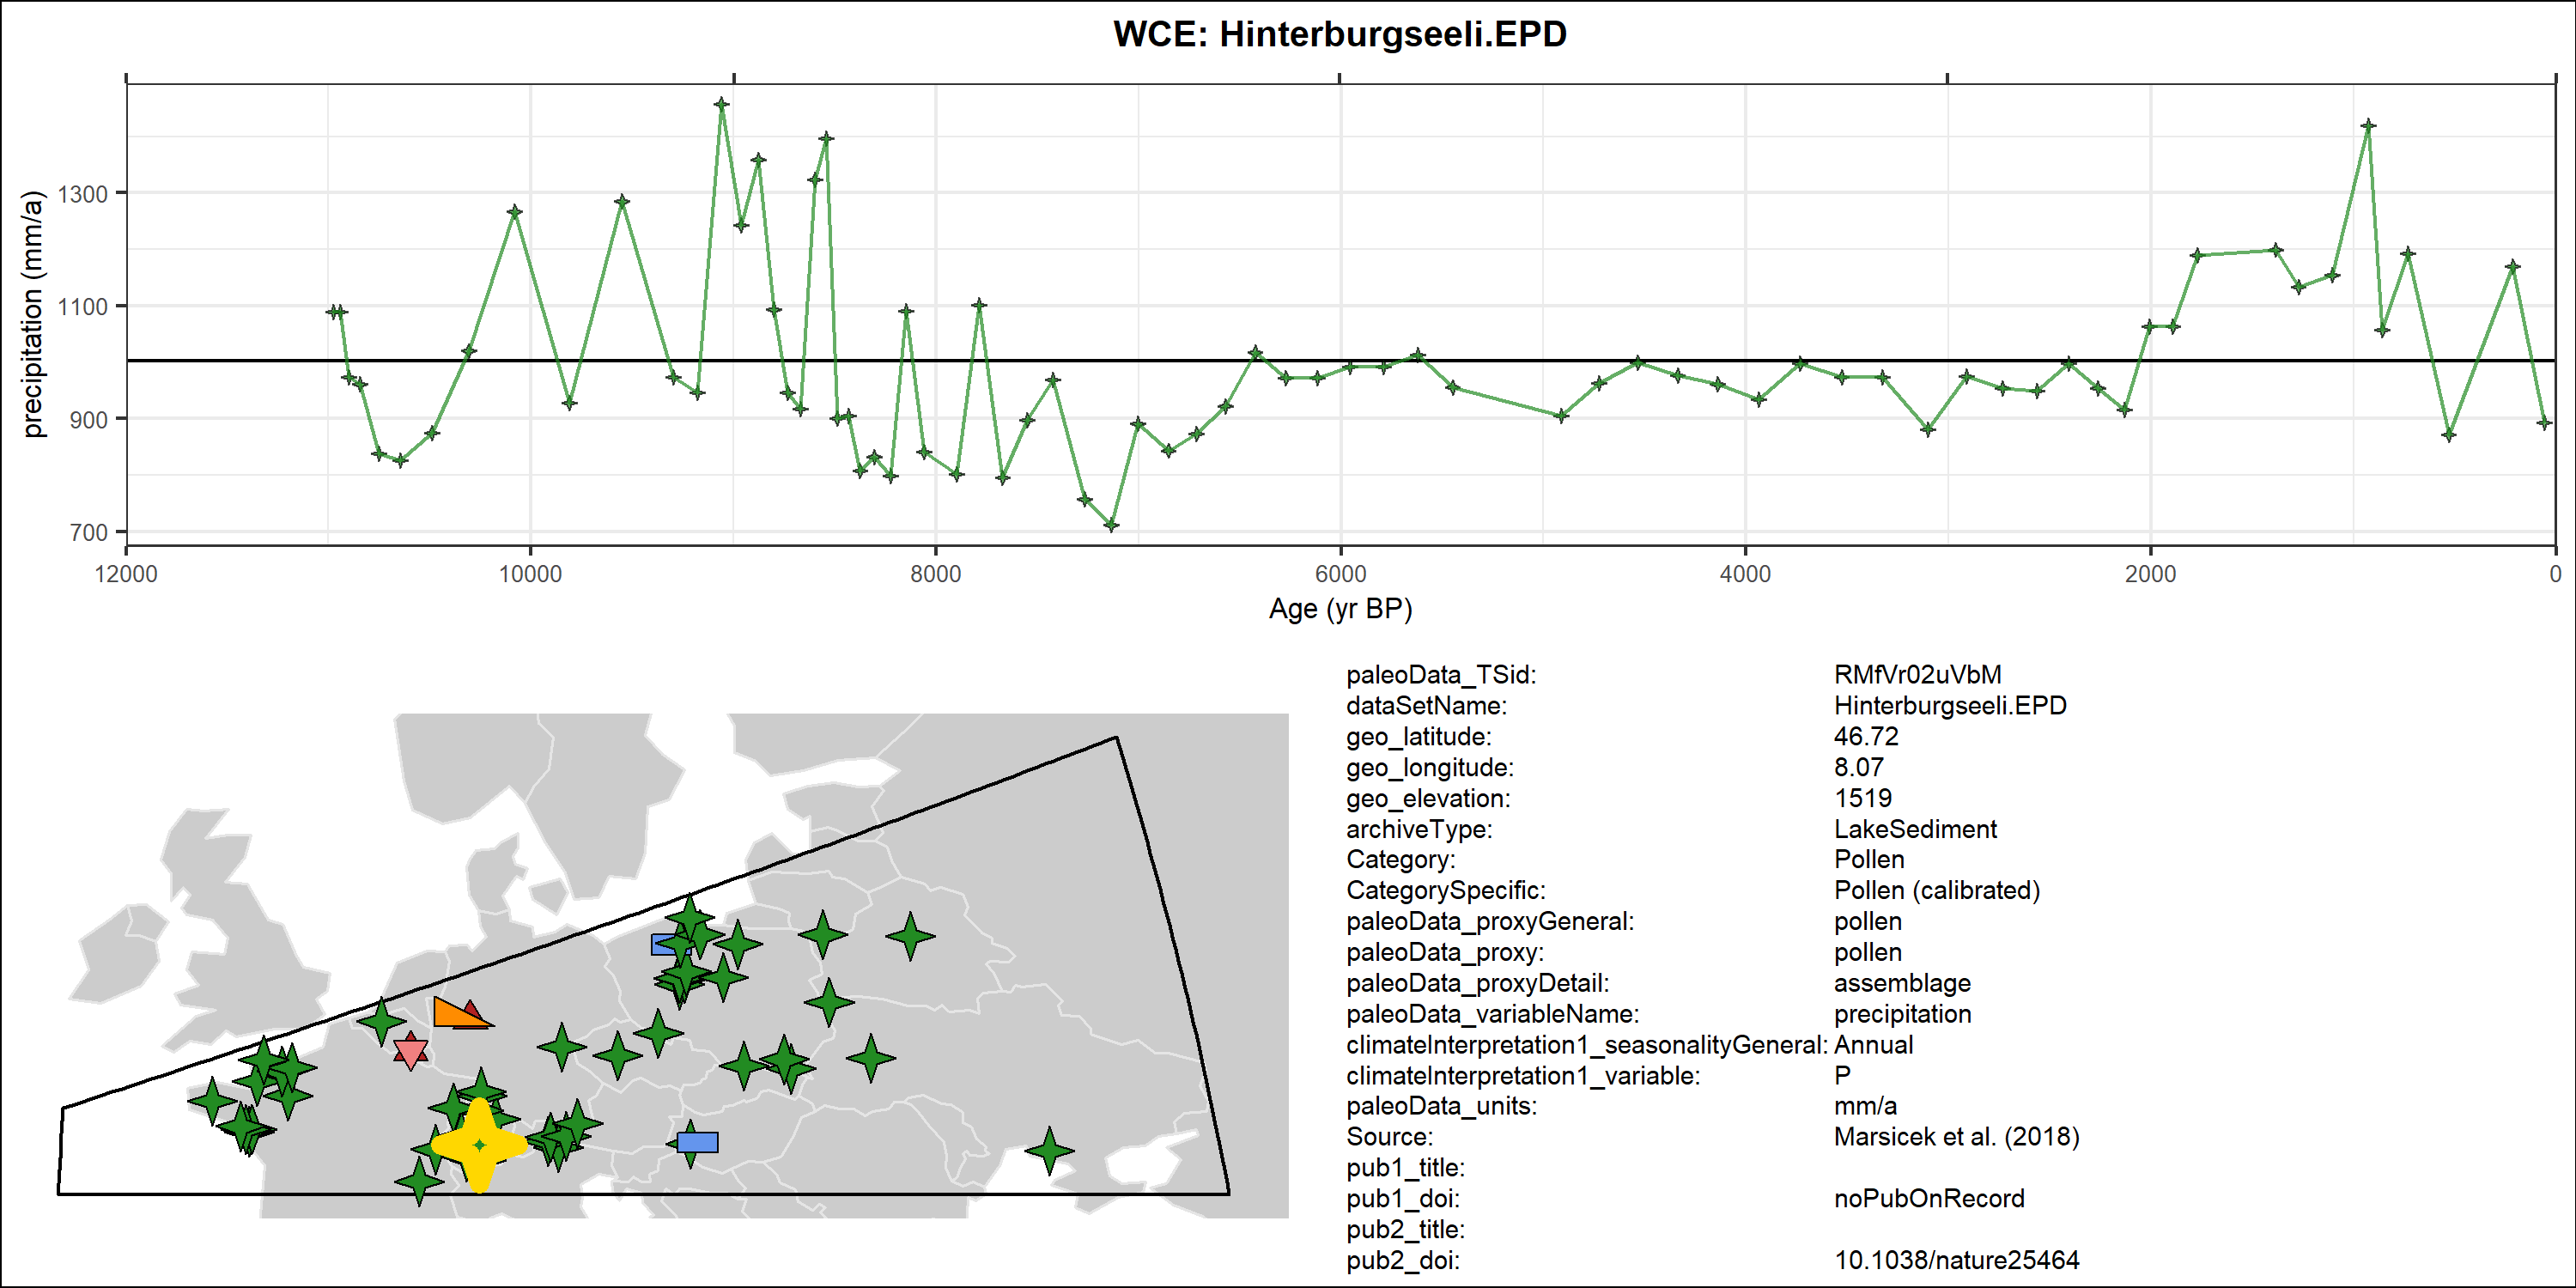 WCE: Hinterburgseeli.EPD
precipitation (mm/a)
1300
1100
900
700
12000 10000 8000 6000 4000 2000 0
Age (yr BP)
paleoData_TSid: RMfVr02uVbM
dataSetName: Hinterburgseeli.EPD
geo_latitude: 46.72
geo_longitude: 8.07
geo_elevation: 1519
archiveType: LakeSediment
Category: Pollen
CategorySpecific: Pollen (calibrated)
paleoData_proxyGeneral: pollen
paleoData_proxy: pollen
paleoData_proxyDetail: assemblage
paleoData_variableName: precipitation
climateInterpretation1_seasonalityGeneral: Annual
climateInterpretation1_variable: P
paleoData_units: mm/a
Source: Marsicek et al. (2018)
pub1_title:
pub1_doi: noPubOnRecord
pub2_title:
pub2_doi: 10.1038/nature25464